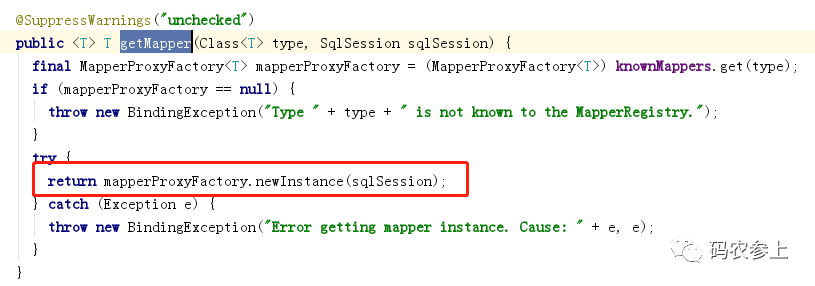 @SuppressWarnings("unchecked")
public <T> T getMapper(Class<T> type, SqlSession sqlSession) {
final MapperProxyFactory<T> mapperProxyFactory = (MapperProxyFactory<T>) knownMappers.get(type);
if (mapperProxyFactory == null) {
throw new BindingException("Type " + type + " is not known to the MapperRegistry.");
}
try {
return mapperProxyFactory.newInstance(sqlSession);
} catch (Exception e) {
throw new BindingException("Error getting mapper instance. Cause: " + e, e);
}
}
码农参上